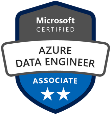 Microsoft
CERTIFIED
AZURE
DATA ENGINEER
ASSOCIATE